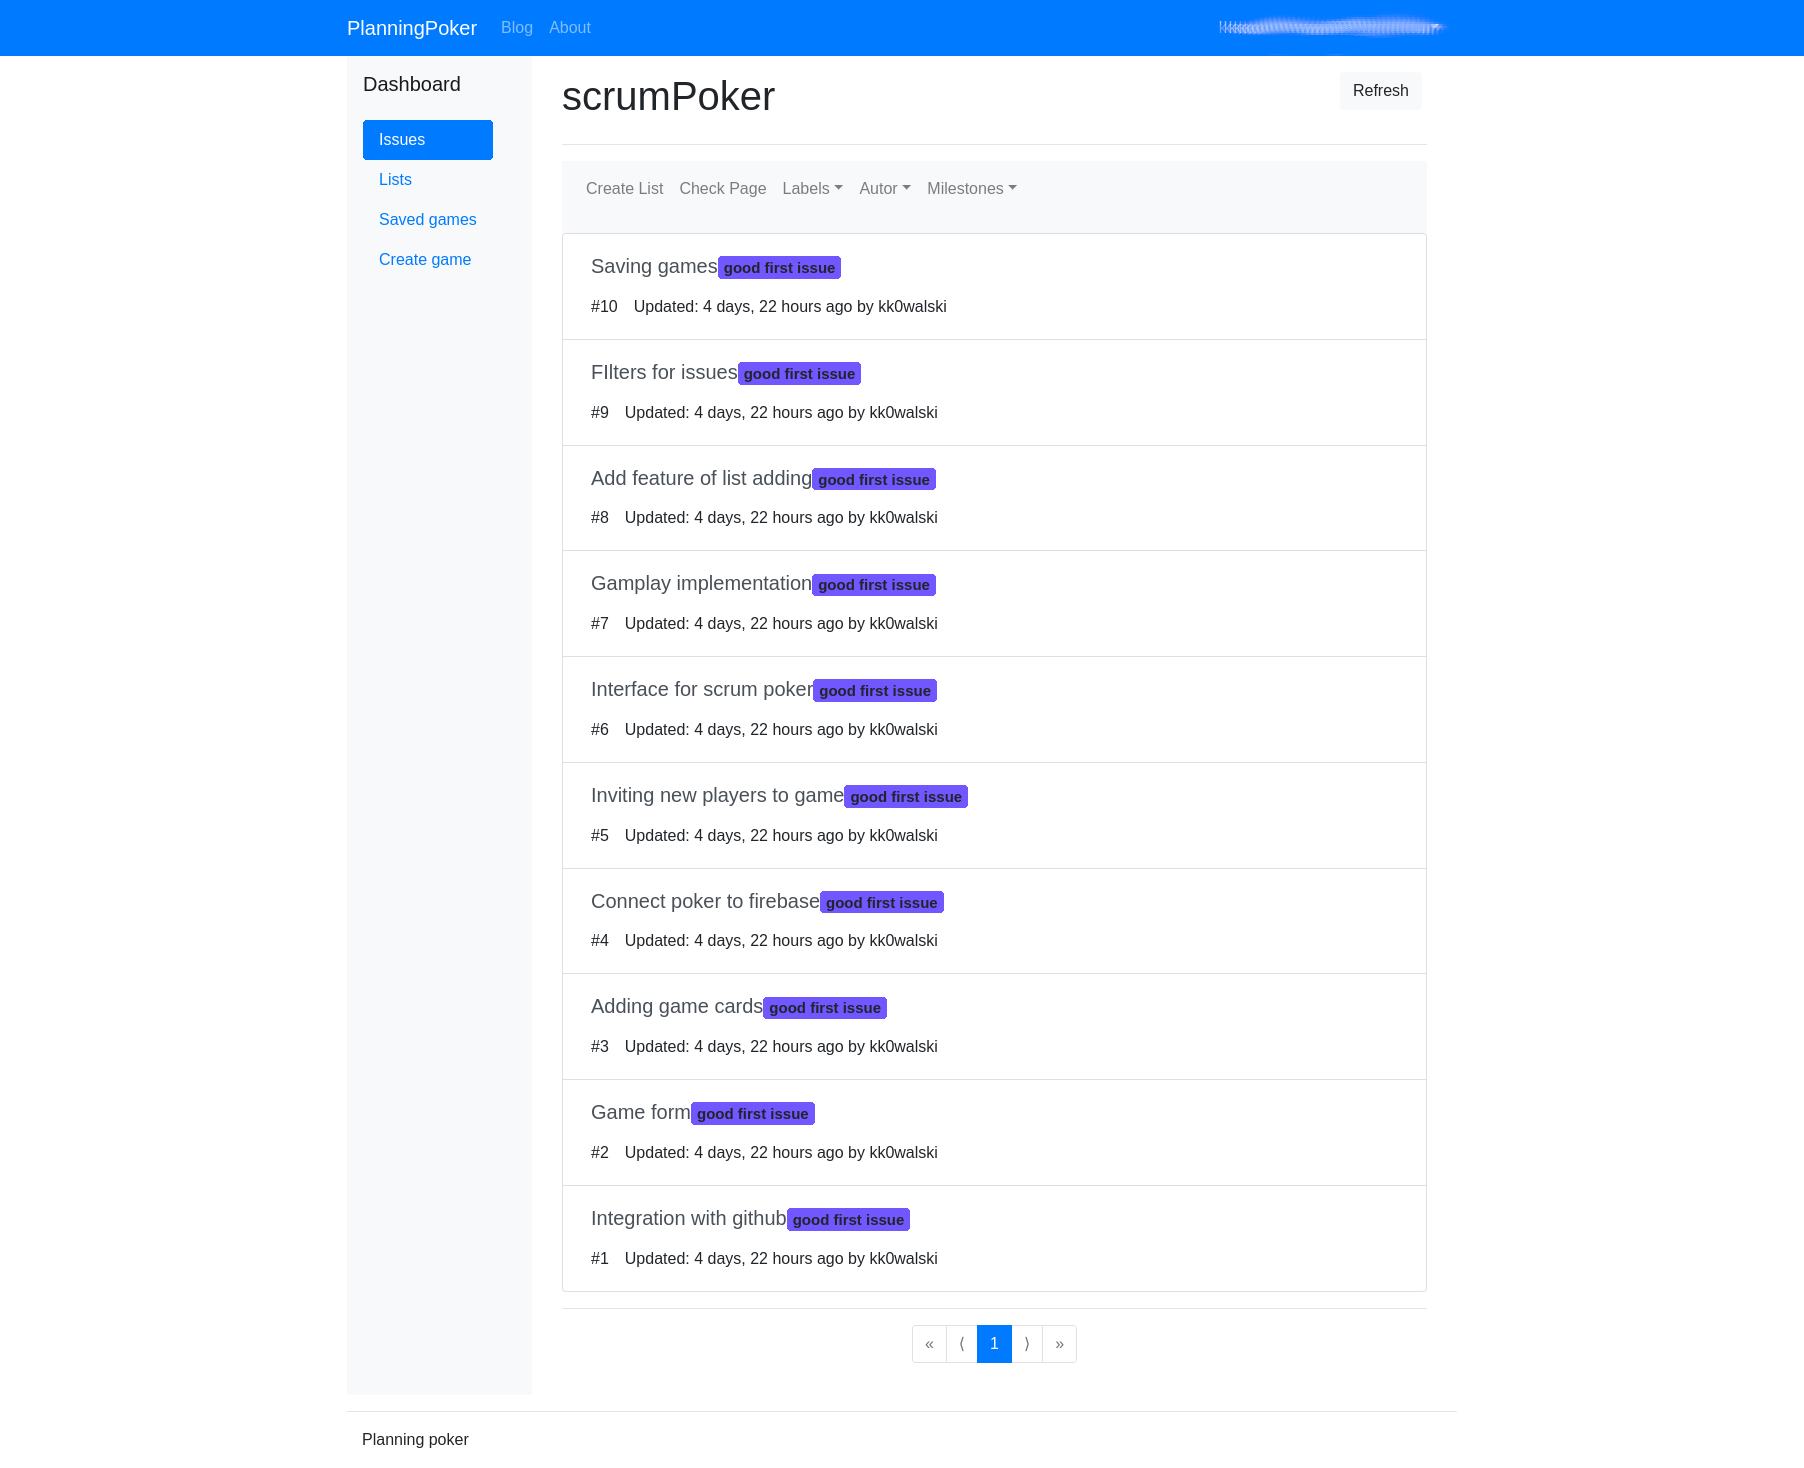 PlanningPoker Blog About
Dashboard
Issues
Lists
Saved games
Create game
scrumPoker
Refresh
Create List Check Page Labels Autor Milestones
Saving games good first issue
#10 Updated: 4 days, 22 hours ago by kk0walski
FIlters for issues good first issue
#9 Updated: 4 days, 22 hours ago by kk0walski
Add feature of list adding good first issue
#8 Updated: 4 days, 22 hours ago by kk0walski
Gamplay implementation good first issue
#7 Updated: 4 days, 22 hours ago by kk0walski
Interface for scrum poker good first issue
#6 Updated: 4 days, 22 hours ago by kk0walski
Inviting new players to game good first issue
#5 Updated: 4 days, 22 hours ago by kk0walski
Connect poker to firebase good first issue
#4 Updated: 4 days, 22 hours ago by kk0walski
Adding game cards good first issue
#3 Updated: 4 days, 22 hours ago by kk0walski
Game form good first issue
#2 Updated: 4 days, 22 hours ago by kk0walski
Integration with github good first issue
#1 Updated: 4 days, 22 hours ago by kk0walski
« ⟨ 1 ⟩ »
Planning poker